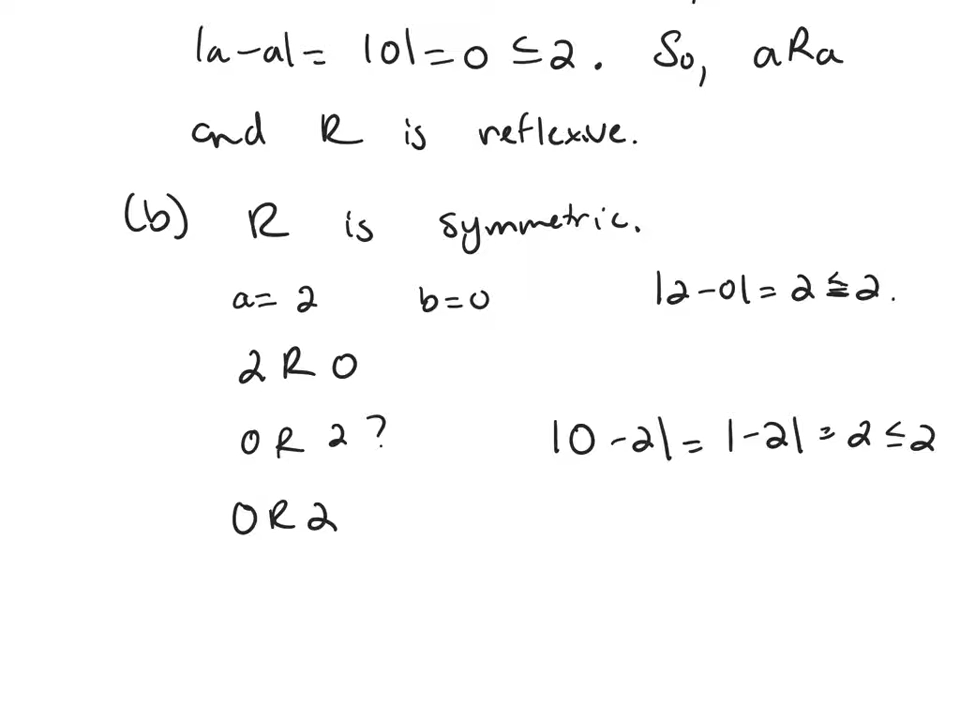 |a-a| = |0| = 0 ≤ 2. So, aRa
and R is reflexive.
(b) R is symmetric.
a = 2 b = 0 |2-0| = 2 ≤ 2.
2 R 0
0 R 2 ? |0-2| = |-2| = 2 ≤ 2
0 R 2